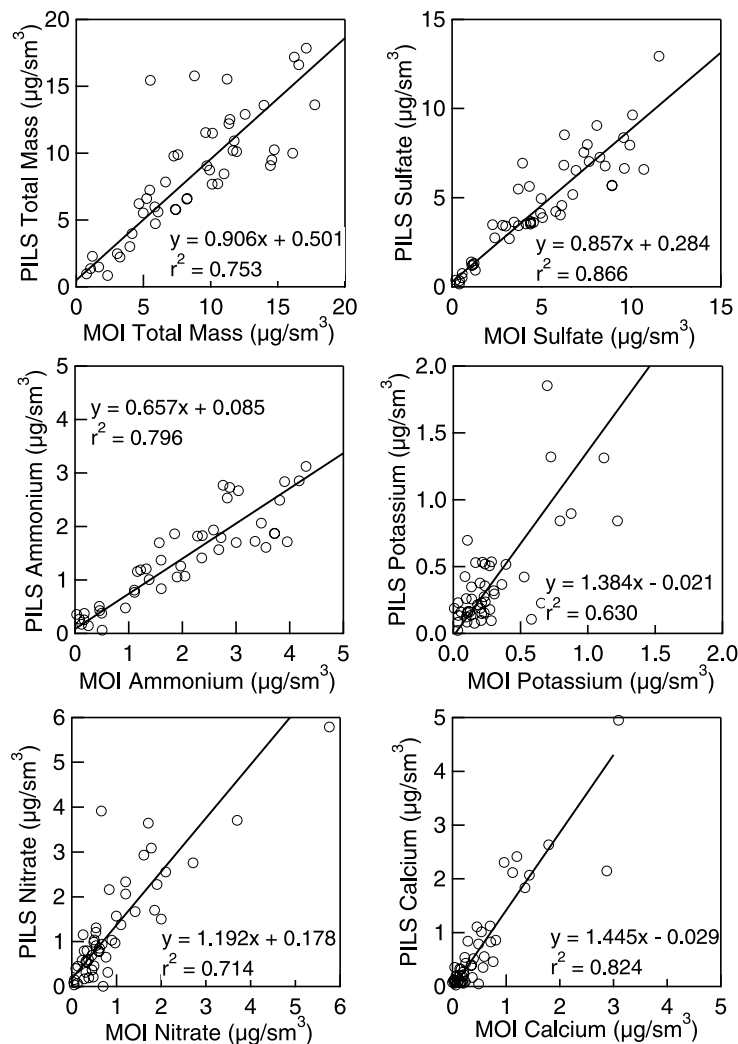 20
15
10
5
0
PILS Total Mass (µg/sm³)
y = 0.906x + 0.501
r² = 0.753
0 5 10 15 20
MOI Total Mass (µg/sm³)
15
10
5
0
PILS Sulfate (µg/sm³)
y = 0.857x + 0.284
r² = 0.866
0 5 10 15
MOI Sulfate (µg/sm³)
5
4
3
2
1
0
PILS Ammonium (µg/sm³)
y = 0.657x + 0.085
r² = 0.796
0 1 2 3 4 5
MOI Ammonium (µg/sm³)
2.0
1.5
1.0
0.5
0.0
PILS Potassium (µg/sm³)
y = 1.384x - 0.021
r² = 0.630
0.0 0.5 1.0 1.5 2.0
MOI Potassium (µg/sm³)
6
5
4
3
2
1
0
PILS Nitrate (µg/sm³)
y = 1.192x + 0.178
r² = 0.714
0 1 2 3 4 5 6
MOI Nitrate (µg/sm³)
5
4
3
2
1
0
PILS Calcium (µg/sm³)
y = 1.445x - 0.029
r² = 0.824
0 1 2 3 4 5
MOI Calcium (µg/sm³)